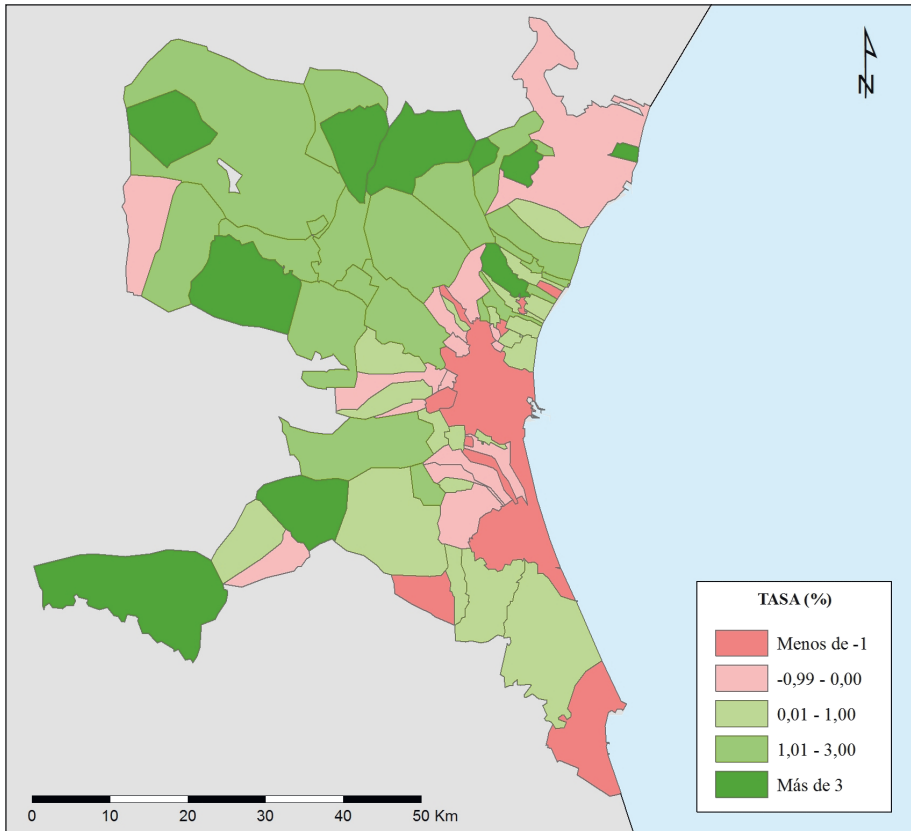 N
TASA (%)
Menos de -1
-0,99 - 0,00
0,01 - 1,00
1,01 - 3,00
Más de 3
0 10 20 30 40 50 Km